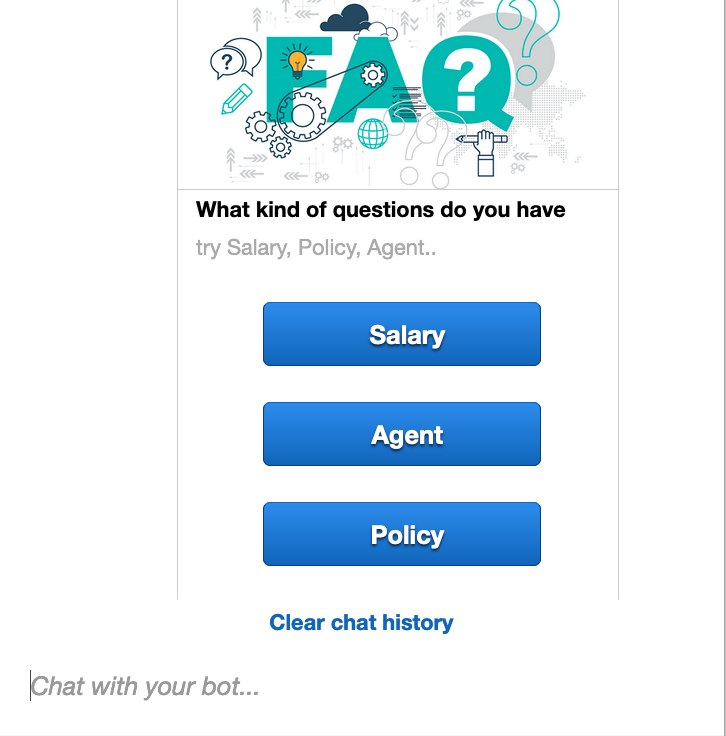 FAQ
What kind of questions do you have
try Salary, Policy, Agent..
Salary
Agent
Policy
Clear chat history
Chat with your bot...